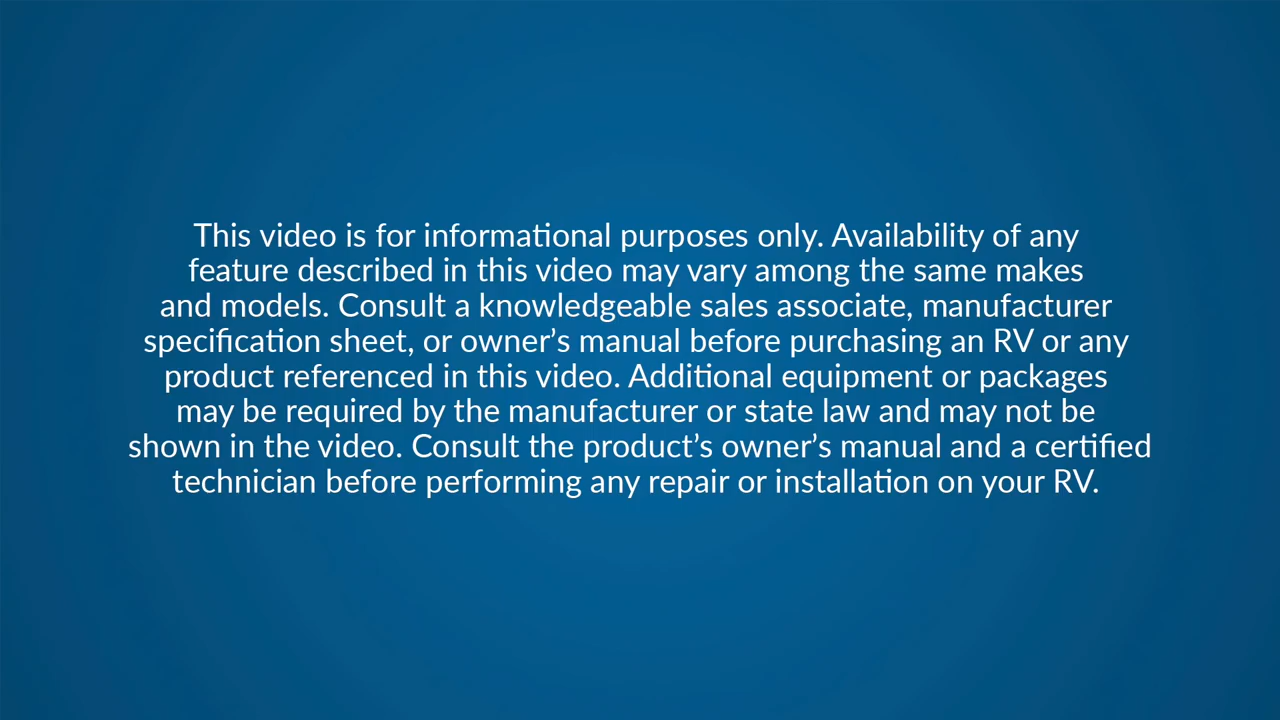 This video is for informational purposes only. Availability of any
feature described in this video may vary among the same makes
and models. Consult a knowledgeable sales associate, manufacturer
specification sheet, or owner’s manual before purchasing an RV or any
product referenced in this video. Additional equipment or packages
may be required by the manufacturer or state law and may not be
shown in the video. Consult the product’s owner’s manual and a certified
technician before performing any repair or installation on your RV.